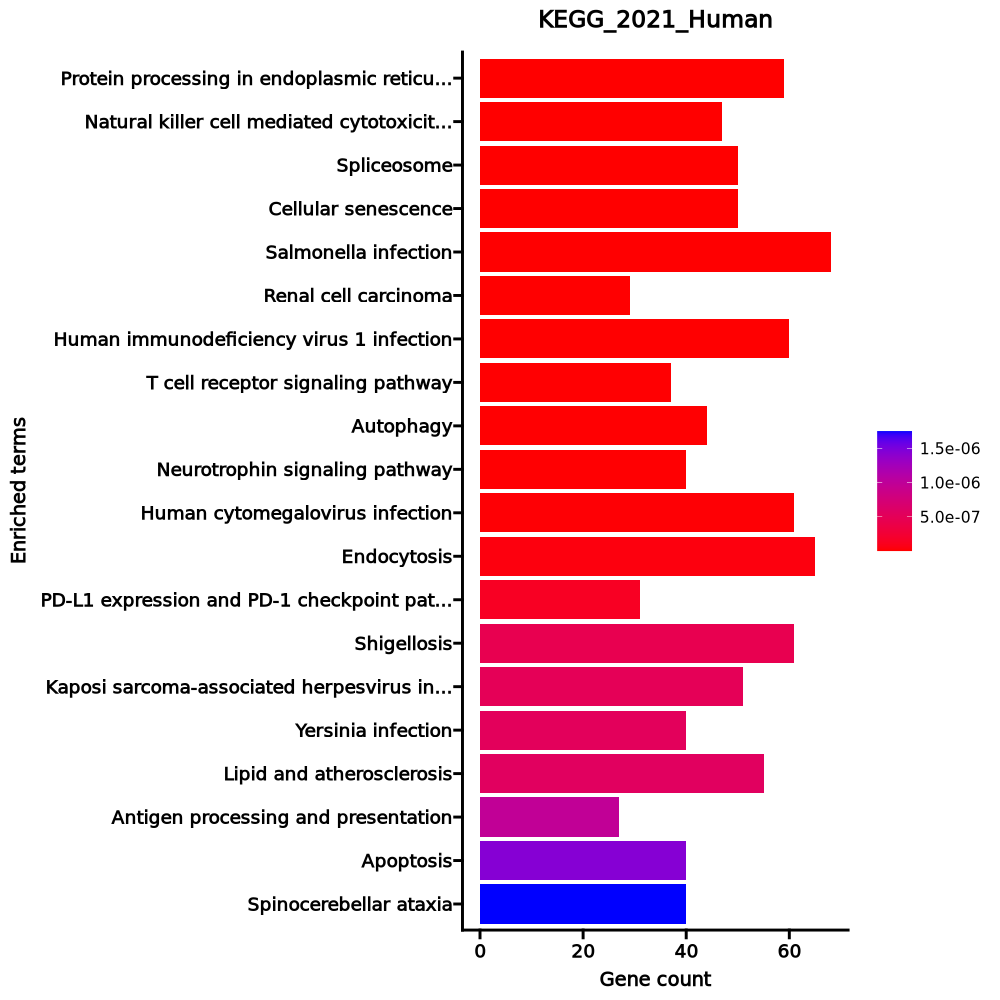 KEGG_2021_Human
Protein processing in endoplasmic reticu...
Natural killer cell mediated cytotoxicit...
Spliceosome
Cellular senescence
Salmonella infection
Renal cell carcinoma
Human immunodeficiency virus 1 infection
T cell receptor signaling pathway
Autophagy
Neurotrophin signaling pathway
Human cytomegalovirus infection
Endocytosis
PD-L1 expression and PD-1 checkpoint pat...
Shigellosis
Kaposi sarcoma-associated herpesvirus in...
Yersinia infection
Lipid and atherosclerosis
Antigen processing and presentation
Apoptosis
Spinocerebellar ataxia
Enriched terms
0 20 40 60
Gene count
1.5e-06
1.0e-06
5.0e-07